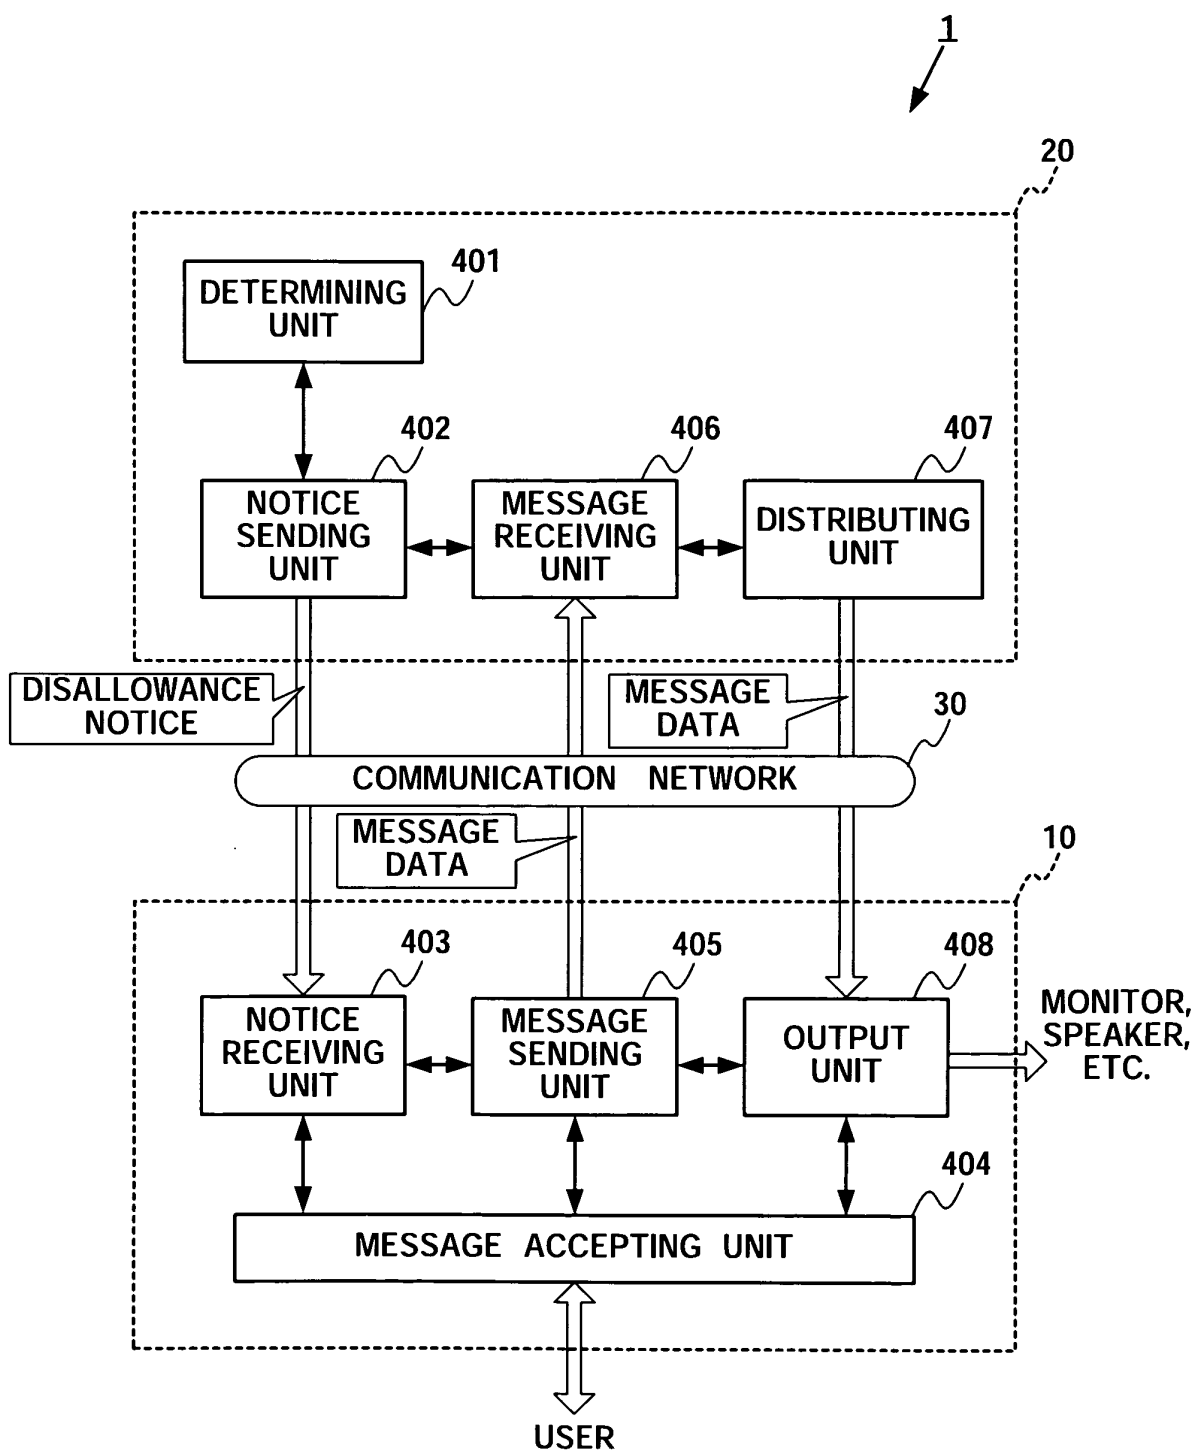 1
20
401
DETERMINING
UNIT
402
406
407
NOTICE
SENDING
UNIT
MESSAGE
RECEIVING
UNIT
DISTRIBUTING
UNIT
DISALLOWANCE
NOTICE
MESSAGE
DATA
30
COMMUNICATION NETWORK
MESSAGE
DATA
10
403
405
408
NOTICE
RECEIVING
UNIT
MESSAGE
SENDING
UNIT
OUTPUT
UNIT
MONITOR,
SPEAKER,
ETC.
404
MESSAGE ACCEPTING UNIT
USER